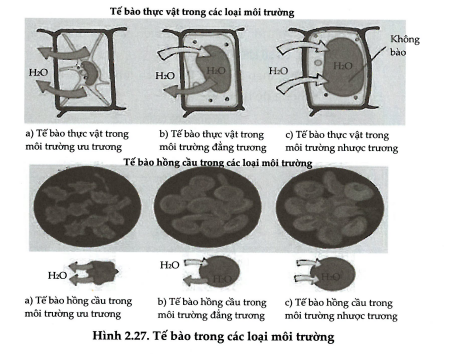 Tế bào thực vật trong các loại môi trường
Không
bào
H₂O
H₂O
H₂O
H₂O
H₂O
a) Tế bào thực vật trong
môi trường ưu trương
b) Tế bào thực vật trong
môi trường đẳng trương
c) Tế bào thực vật trong
môi trường nhược trương
Tế bào hồng cầu trong các loại môi trường
H₂O
H₂O
H₂O
H₂O
a) Tế bào hồng cầu trong
môi trường ưu trương
b) Tế bào hồng cầu trong
môi trường đẳng trương
c) Tế bào hồng cầu trong
môi trường nhược trương
Hình 2.27. Tế bào trong các loại môi trường